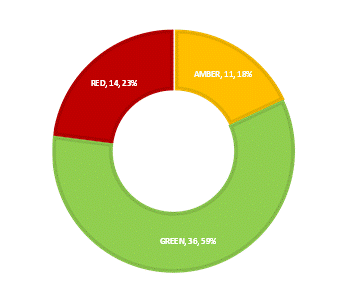 RED, 14, 23%
AMBER, 11, 18%
GREEN, 36, 59%